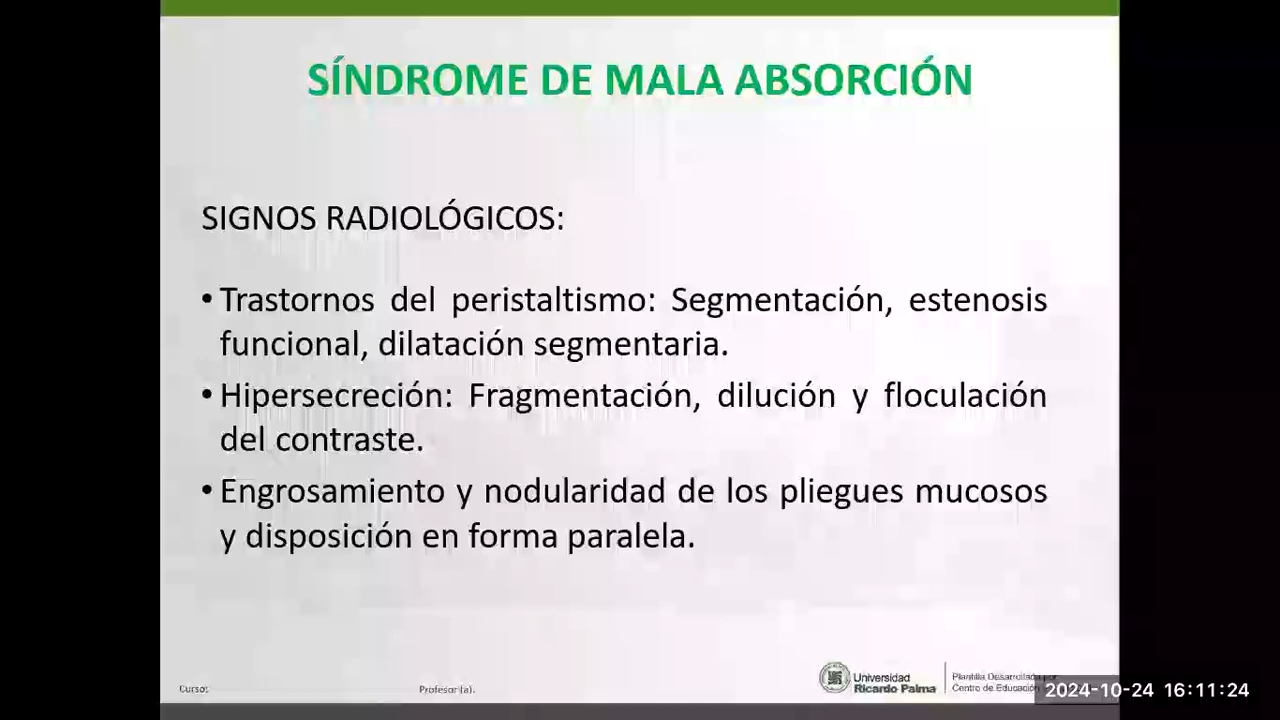 SÍNDROME DE MALA ABSORCIÓN
SIGNOS RADIOLÓGICOS:
• Trastornos del peristaltismo: Segmentación, estenosis
funcional, dilatación segmentaria.
• Hipersecreción: Fragmentación, dilución y floculación
del contraste.
• Engrosamiento y nodularidad de los pliegues mucosos
y disposición en forma paralela.
Curso:
Profesor (a).
Universidad
Ricardo Palma
Plantilla Desarrollada por
Centro de Educación
2024-10-24 16:11:24